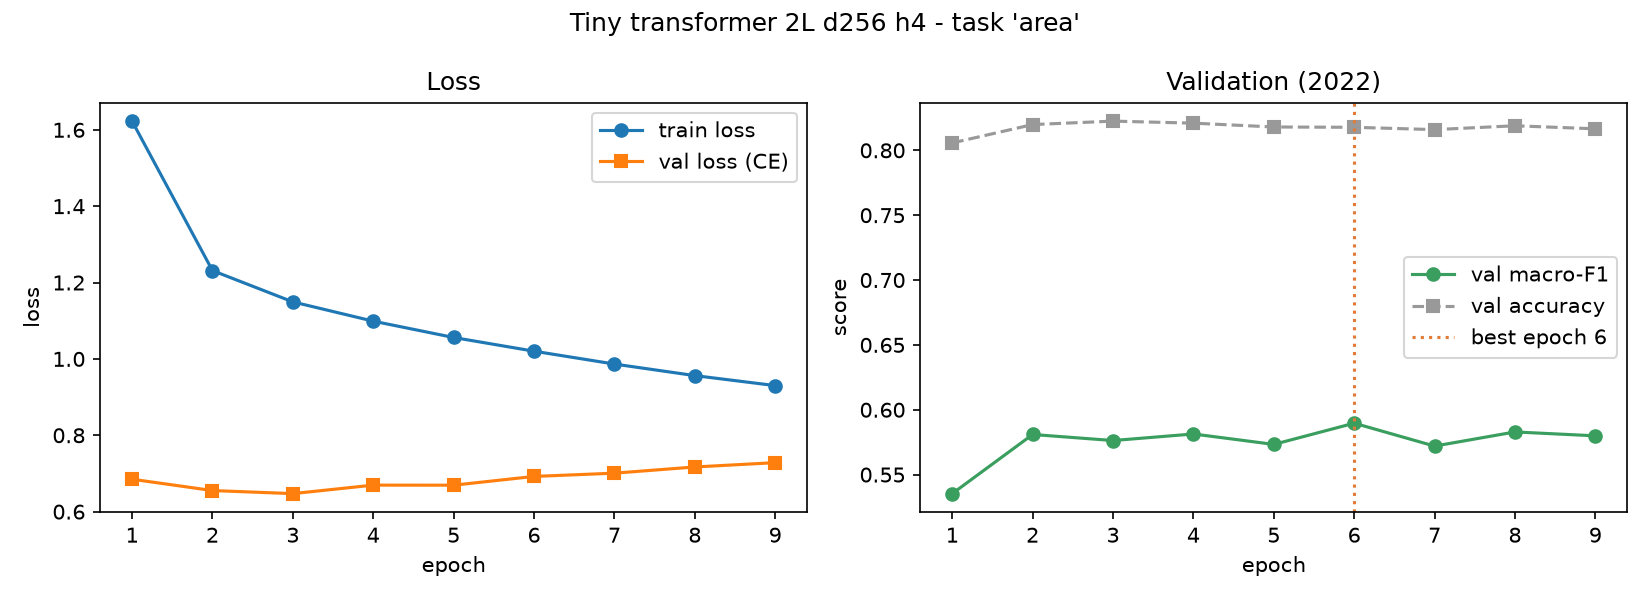 Tiny transformer 2L d256 h4 - task 'area'
Loss
train loss
val loss (CE)
1.6
1.4
1.2
1.0
0.8
0.6
loss
1 2 3 4 5 6 7 8 9
epoch
Validation (2022)
val macro-F1
val accuracy
best epoch 6
0.80
0.75
0.70
0.65
0.60
0.55
score
1 2 3 4 5 6 7 8 9
epoch